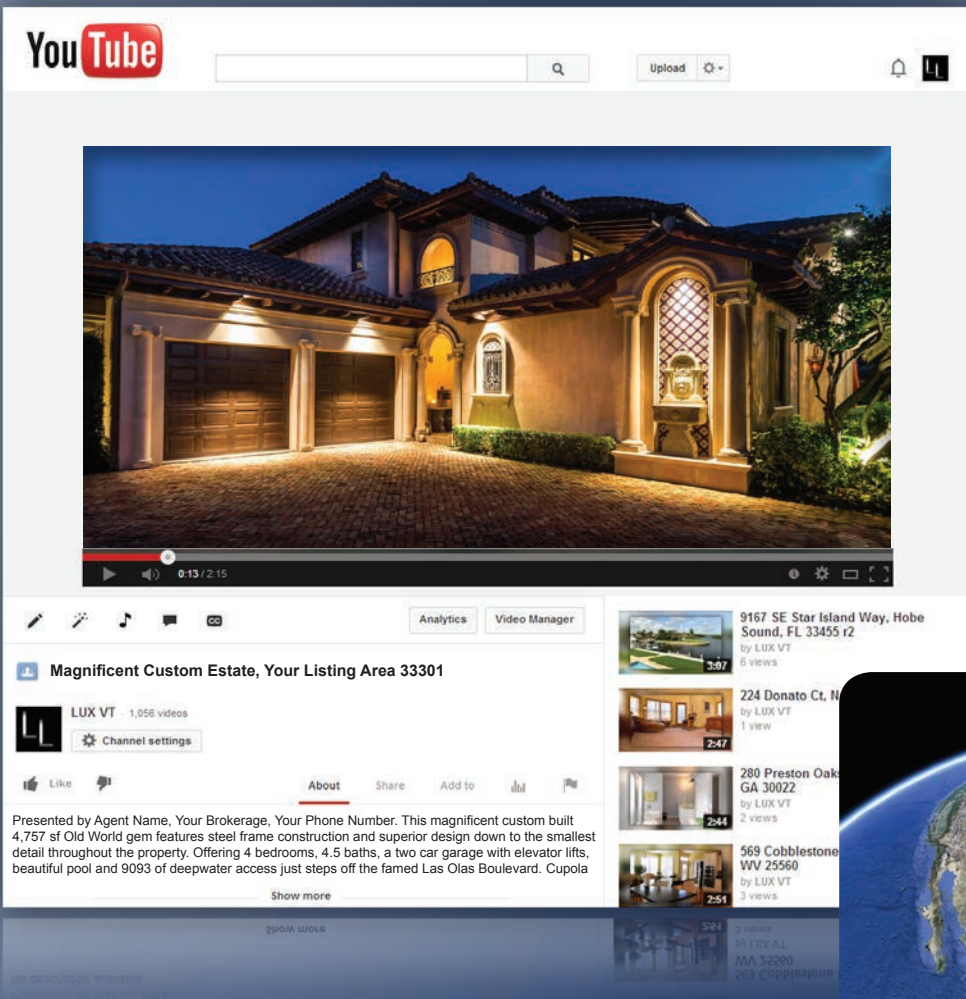 You Tube
Upload
LL
0:13 / 2:15
CC
Analytics
Video Manager
Magnificent Custom Estate, Your Listing Area 33301
LL
LUX VT - 1,056 videos
Channel settings
Like
About
Share
Add to
Presented by Agent Name, Your Brokerage, Your Phone Number. This magnificent custom built
4,757 sf Old World gem features steel frame construction and superior design down to the smallest
detail throughout the property. Offering 4 bedrooms, 4.5 baths, a two car garage with elevator lifts,
beautiful pool and 9093 of deepwater access just steps off the famed Las Olas Boulevard. Cupola
Show more
3:07
9167 SE Star Island Way, Hobe
Sound, FL 33455 r2
by LUX VT
6 views
2:47
224 Donato Ct, N
by LUX VT
1 view
2:44
280 Preston Oak
GA 30022
by LUX VT
2 views
2:51
569 Cobblestone
WV 25560
by LUX VT
3 views